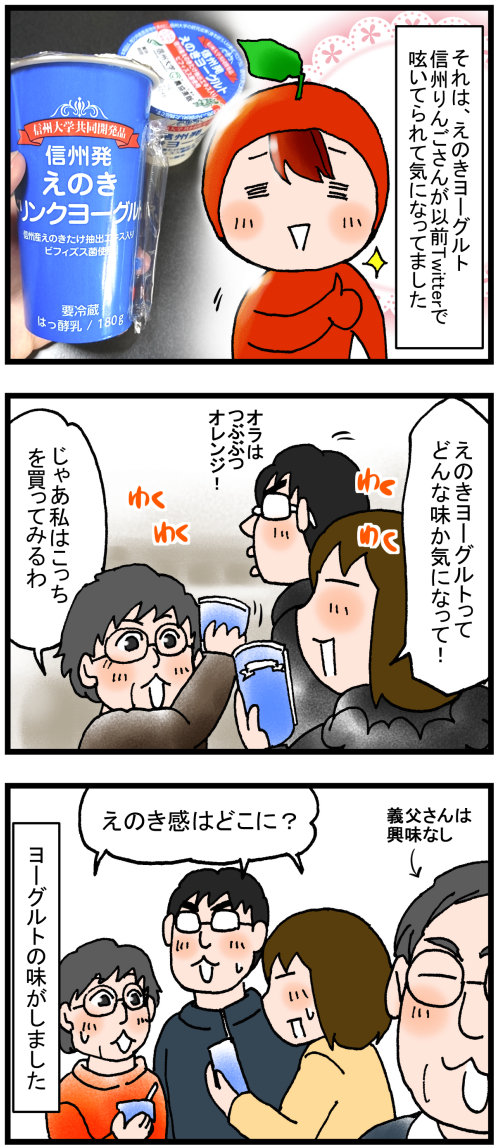 それは、えのきヨーグルト
信州りんごさんが以前Twitterで
呟いてられて気になってました
信州発
えのきヨーグルト
信州大学共同開発品
信州発
えのき
リンクヨーグル
信州産えのきたけ抽出エキス入り
ビフィズス菌使
要冷蔵
はっ酵乳/180g
えのきヨーグルトって
どんな味か気になって!
わく
わく
オラは
つぶつぶ
オレンジ!
わく
わく
じゃあ私はこっち
を買ってみるわ
えのき感はどこに?
義父さんは
興味なし
ヨーグルトの味がしました